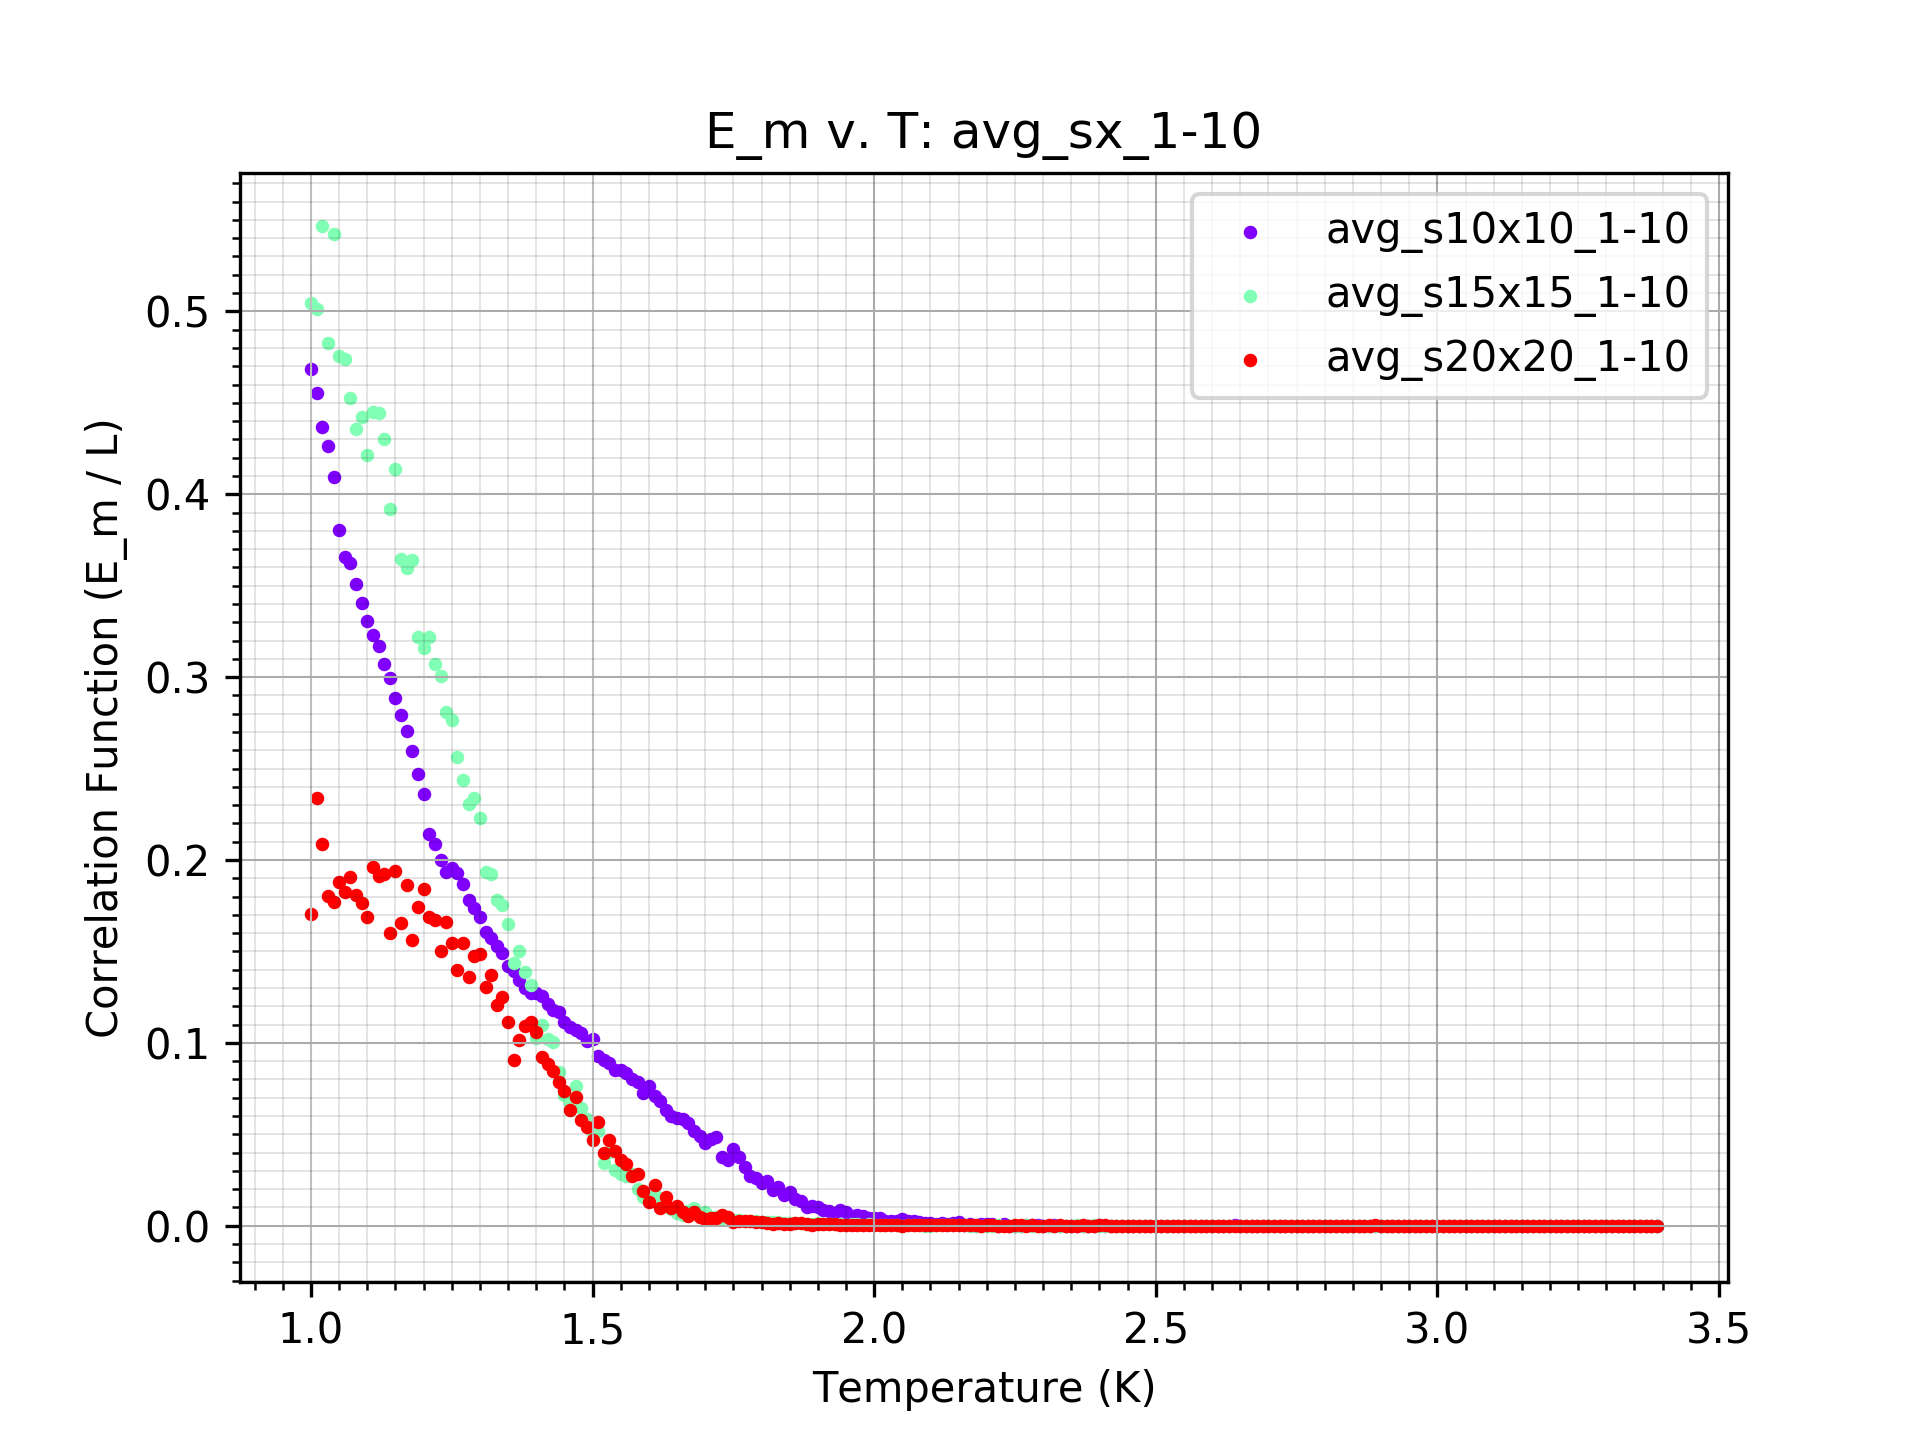 E_m v. T: avg_sx_1-10
avg_s10x10_1-10
avg_s15x15_1-10
avg_s20x20_1-10
Correlation Function (E_m / L)
0.5
0.4
0.3
0.2
0.1
0.0
1.0 1.5 2.0 2.5 3.0 3.5
Temperature (K)